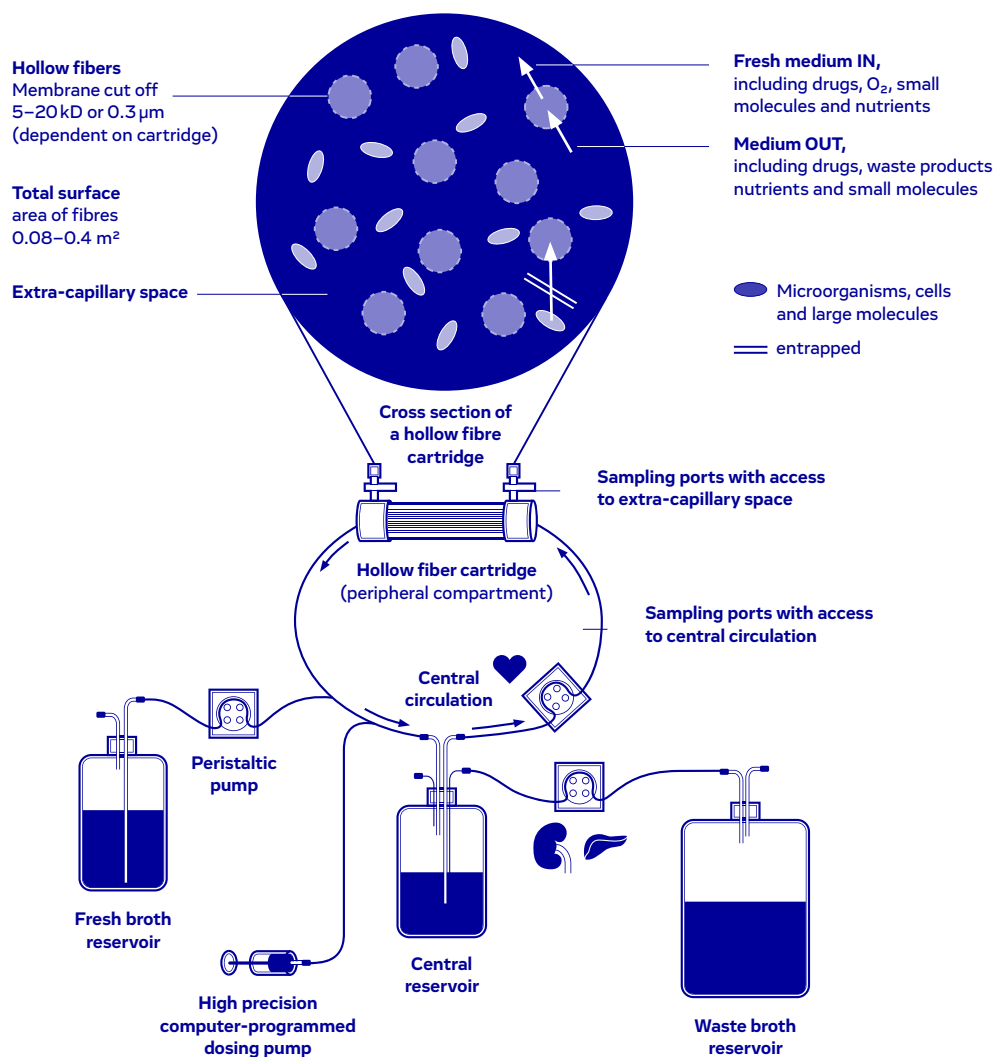 Hollow fibers
Membrane cut off
5–20 kD or 0.3 µm
(dependent on cartridge)
Total surface
area of fibres
0.08–0.4 m²
Extra-capillary space
Fresh medium IN,
including drugs, O₂, small
molecules and nutrients
Medium OUT,
including drugs, waste products
nutrients and small molecules
Microorganisms, cells
and large molecules
entrapped
Cross section of
a hollow fibre
cartridge
Sampling ports with access
to extra-capillary space
Hollow fiber cartridge
(peripheral compartment)
Sampling ports with access
to central circulation
Central
circulation
Peristaltic
pump
Fresh broth
reservoir
Central
reservoir
High precision
computer-programmed
dosing pump
Waste broth
reservoir